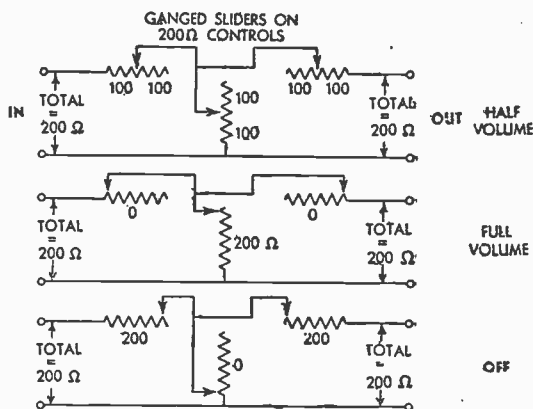 GANGED SLIDERS ON
200Ω CONTROLS
100 100
100
100
100 100
IN
TOTAL
=
200 Ω
TOTAL
=
200 Ω
OUT
HALF
VOLUME
0
200 Ω
0
TOTAL
=
200 Ω
TOTAL
=
200 Ω
FULL
VOLUME
200
0
200
TOTAL
=
200 Ω
TOTAL
=
200 Ω
OFF